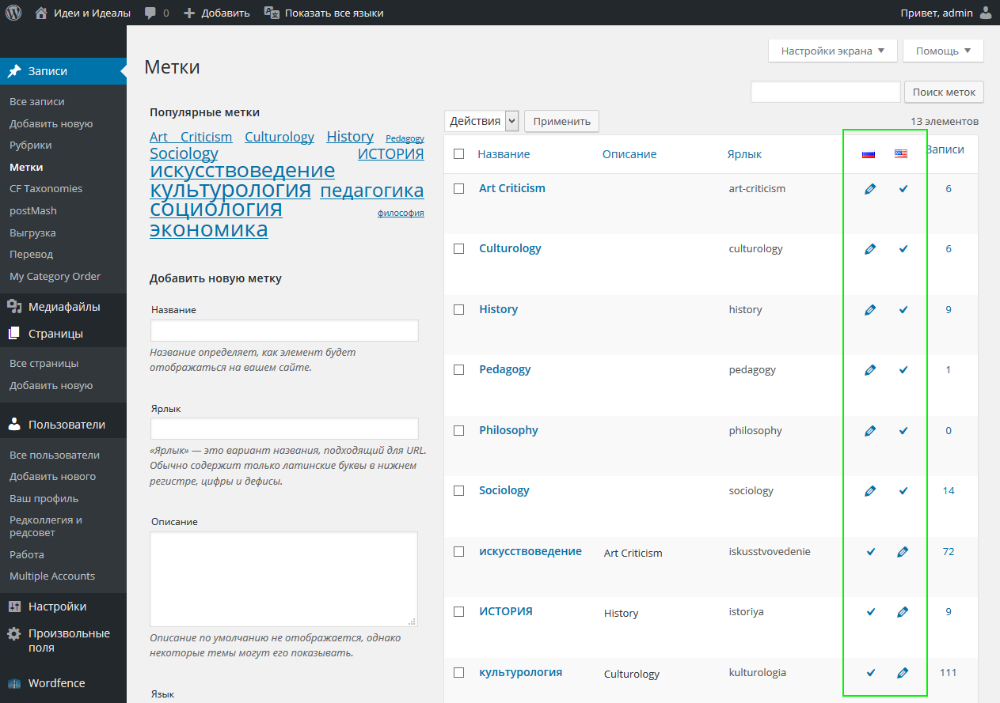 Идеи и Идеалы 0 Добавить Показать все языки Привет, admin
Записи
Все записи
Добавить новую
Рубрики
Метки
CF Taxonomies
postMash
Выгрузка
Перевод
My Category Order
Медиафайлы
Страницы
Все страницы
Добавить новую
Пользователи
Все пользователи
Добавить нового
Ваш профиль
Редколлегия и
редсовет
Работа
Multiple Accounts
Настройки
Произвольные
поля
Wordfence
Настройки экрана Помощь
Метки
Поиск меток
Популярные метки
Art Criticism Culturology History Pedagogy
Sociology ИСТОРИЯ
искусствоведение
культурология педагогика
социология философия
экономика
Добавить новую метку
Название
Название определяет, как элемент будет
отображаться на вашем сайте.
Ярлык
«Ярлык» — это вариант названия, подходящий для URL.
Обычно содержит только латинские буквы в нижнем
регистре, цифры и дефисы.
Описание
Описание по умолчанию не отображается, однако
некоторые темы могут его показывать.
Язык
Действия Применить 13 элементов
Название Описание Ярлык Записи
Art Criticism art-criticism 6
Culturology culturology 6
History history 9
Pedagogy pedagogy 1
Philosophy philosophy 0
Sociology sociology 14
искусствоведение Art Criticism iskusstvovedenie 72
ИСТОРИЯ History istoriya 9
культурология Culturology kulturologia 111